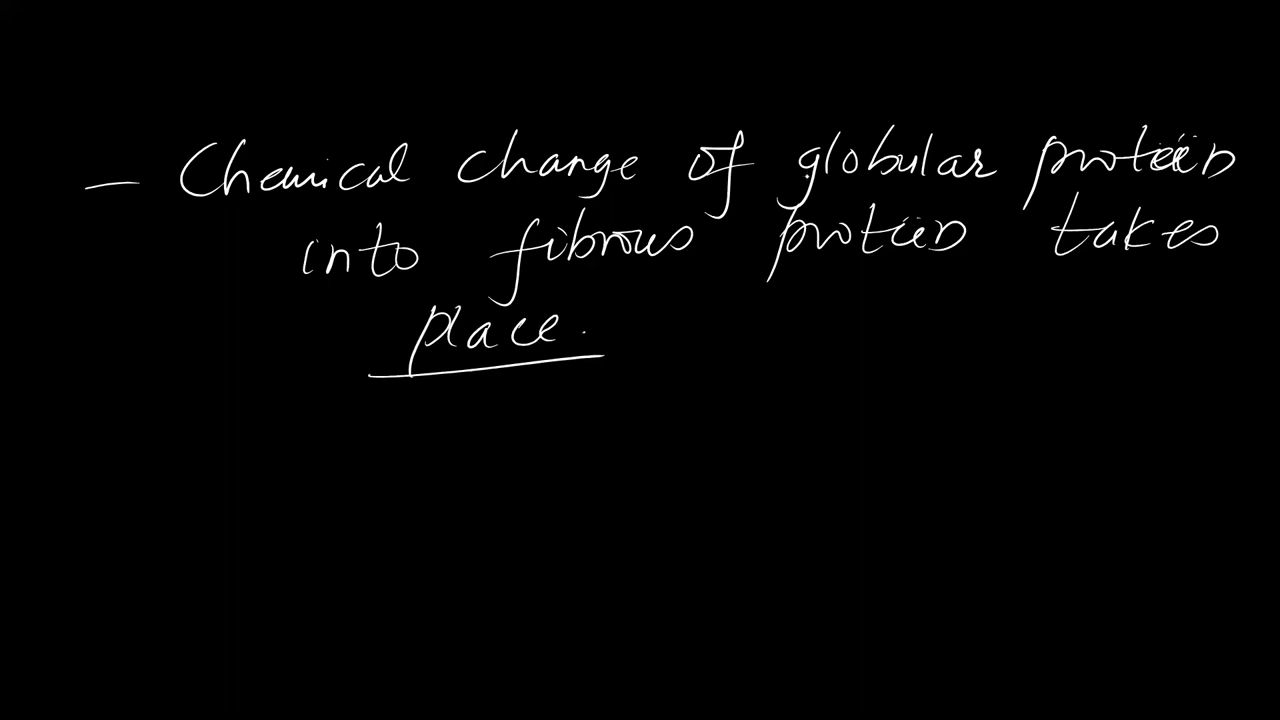 - Chemical change of globular protein
into fibrous protein takes
place.